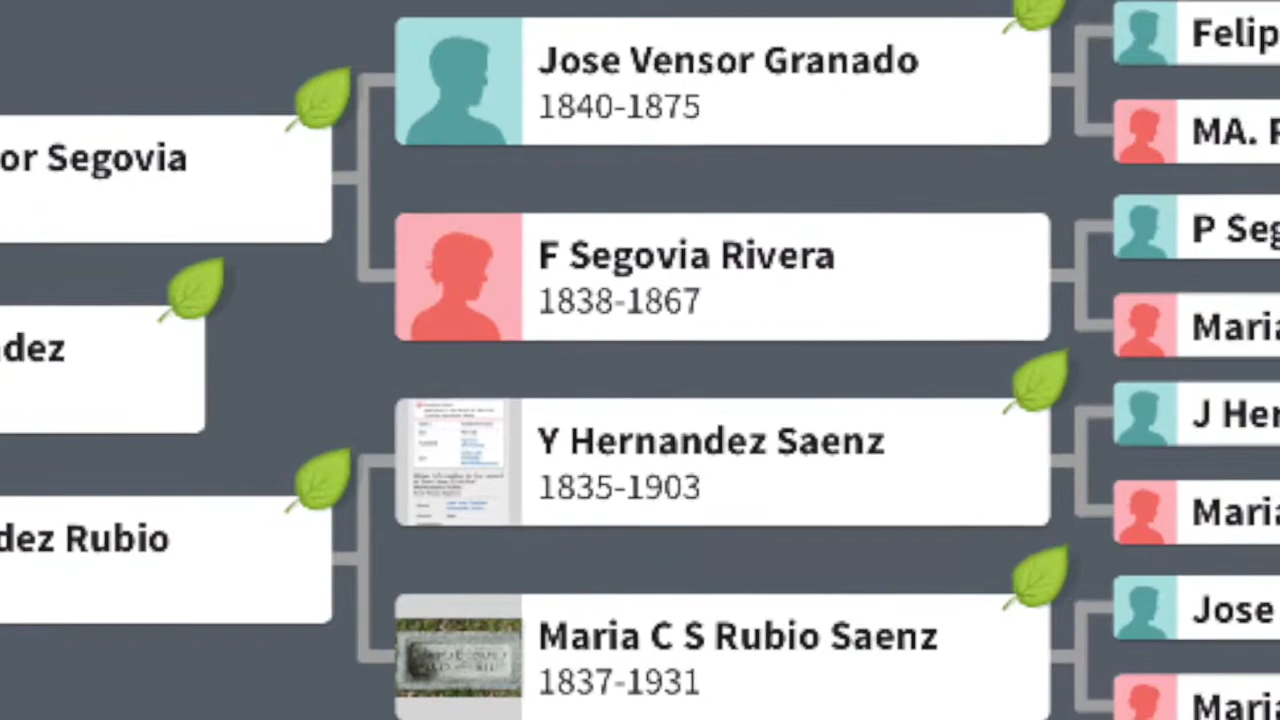 or Segovia
dez
dez Rubio
Jose Vensor Granado
1840-1875
F Segovia Rivera
1838-1867
Y Hernandez Saenz
1835-1903
Maria C S Rubio Saenz
1837-1931
Felip
MA.
P Seg
Maria
J Her
Maria
Jose
Maria